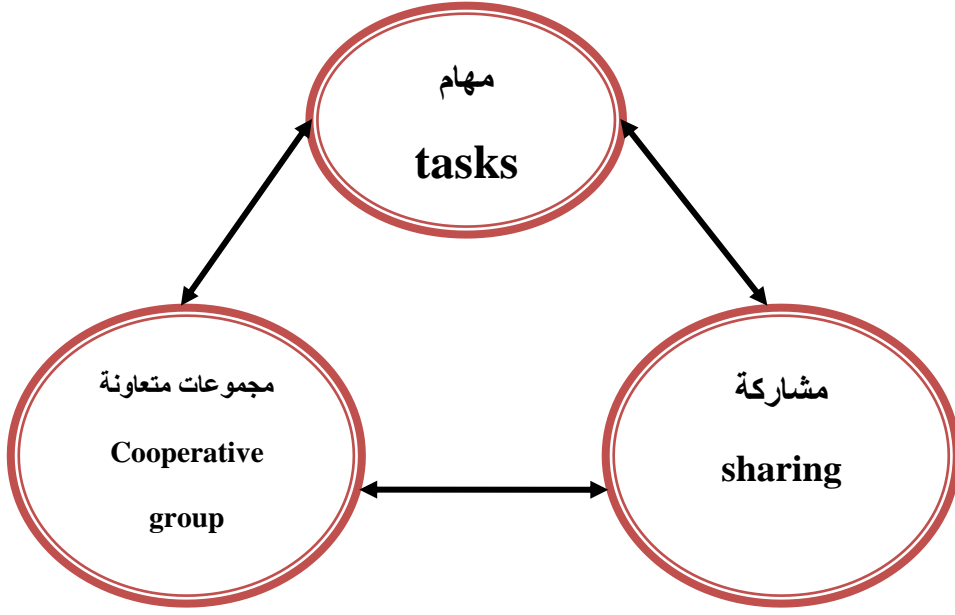 مهام
tasks
مجموعات متعاونة
Cooperative
group
مشاركة
sharing